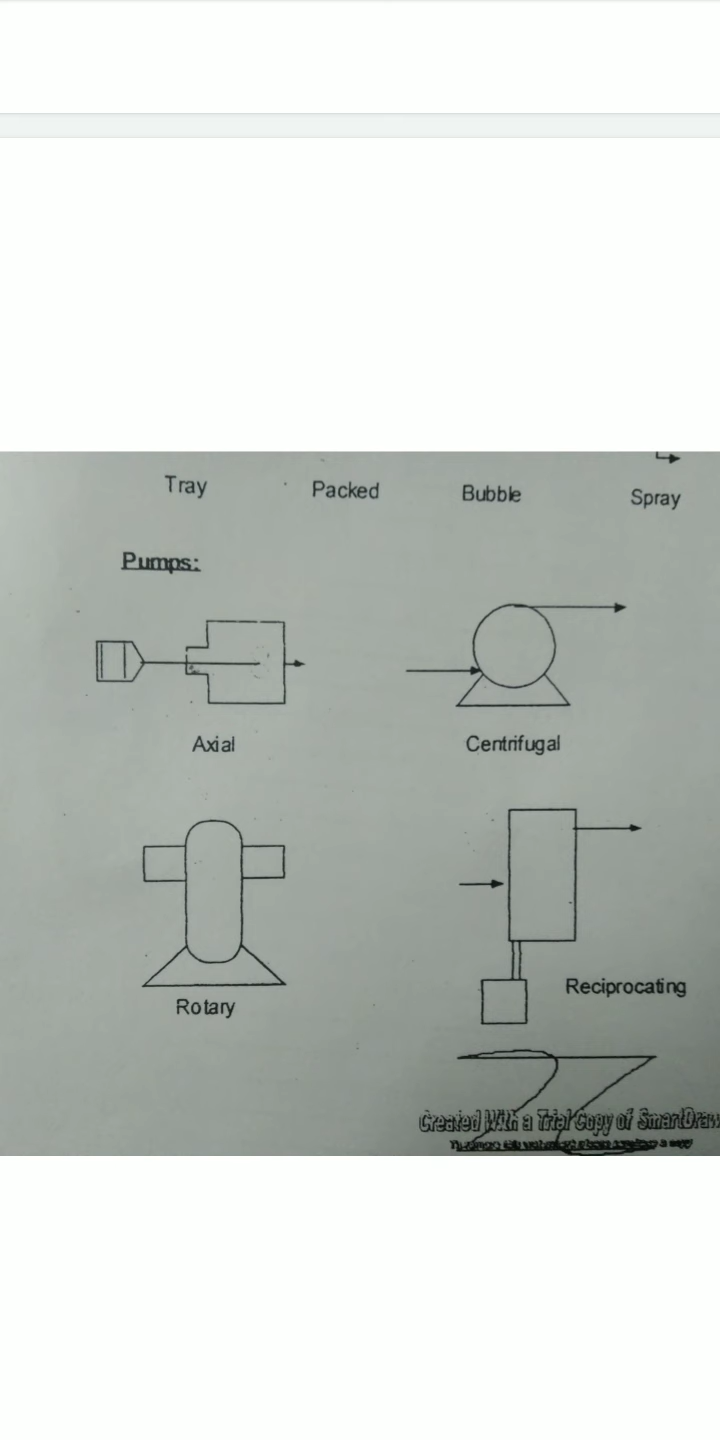 Tray Packed Bubble Spray
Pumps:
Axial Centrifugal
Rotary
Reciprocating
Created With a Trial Copy of SmartDraw